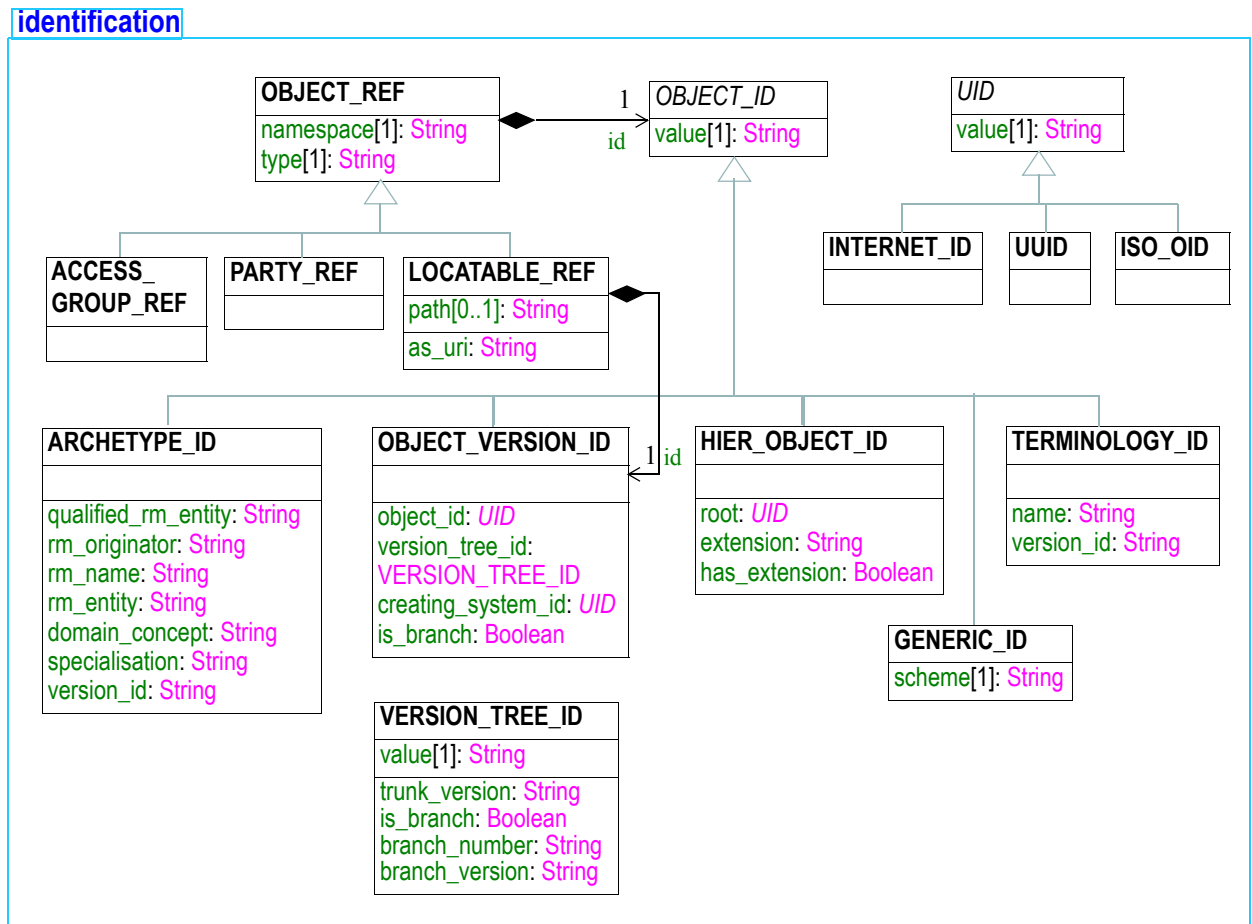 identification
OBJECT_REF
namespace[1]: String
type[1]: String
1
id
OBJECT_ID
value[1]: String
UID
value[1]: String
ACCESS_
GROUP_REF
PARTY_REF
LOCATABLE_REF
path[0..1]: String
as_uri: String
INTERNET_ID
UUID
ISO_OID
ARCHETYPE_ID
qualified_rm_entity: String
rm_originator: String
rm_name: String
rm_entity: String
domain_concept: String
specialisation: String
version_id: String
OBJECT_VERSION_ID
1 id
object_id: UID
version_tree_id:
VERSION_TREE_ID
creating_system_id: UID
is_branch: Boolean
HIER_OBJECT_ID
root: UID
extension: String
has_extension: Boolean
TERMINOLOGY_ID
name: String
version_id: String
GENERIC_ID
scheme[1]: String
VERSION_TREE_ID
value[1]: String
trunk_version: String
is_branch: Boolean
branch_number: String
branch_version: String